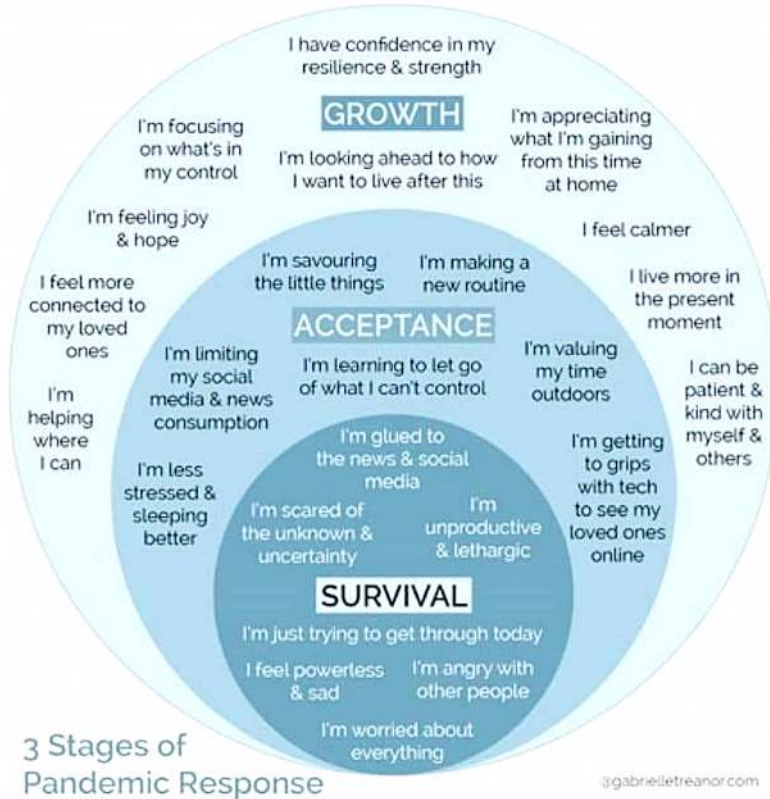 I have confidence in my
resilience & strength
GROWTH
I'm focusing
on what's in
my control
I'm looking ahead to how
I want to live after this
I'm appreciating
what I'm gaining
from this time
at home
I'm feeling joy
& hope
I feel calmer
I feel more
connected to
my loved
ones
I live more in
the present
moment
I'm
helping
where
I can
I can be
patient &
kind with
myself &
others
I'm savouring
the little things
I'm making a
new routine
ACCEPTANCE
I'm limiting
my social
media & news
consumption
I'm learning to let go
of what I can't control
I'm valuing
my time
outdoors
I'm less
stressed &
sleeping
better
I'm getting
to grips
with tech
to see my
loved ones
online
I'm glued to
the news & social
media
I'm scared of
the unknown &
uncertainty
I'm
unproductive
& lethargic
SURVIVAL
I'm just trying to get through today
I feel powerless
& sad
I'm angry with
other people
I'm worried about
everything
3 Stages of
Pandemic Response
gabrielletreanor.com